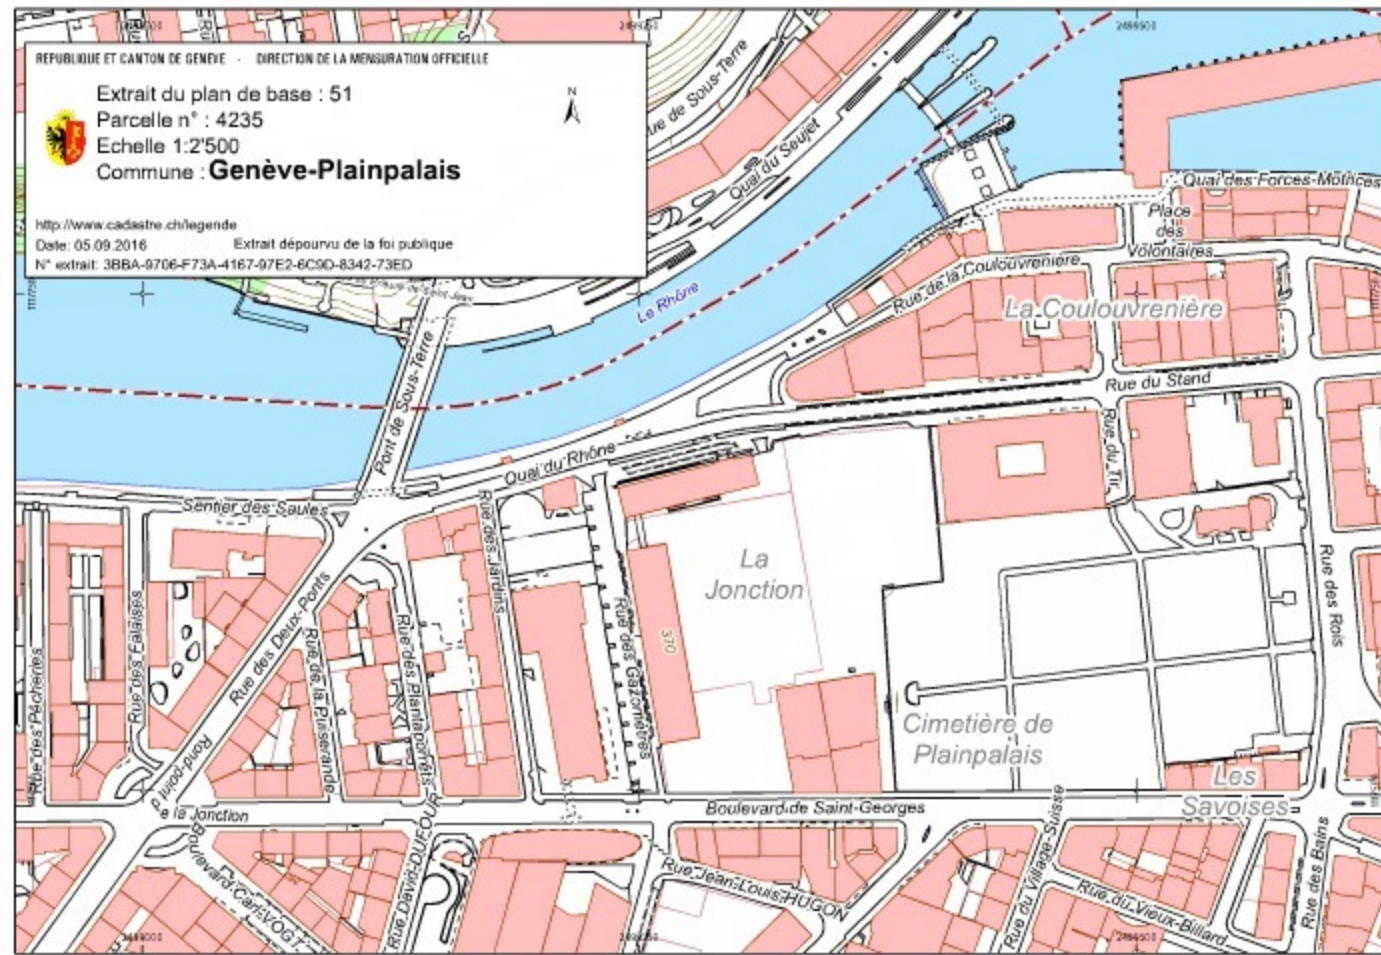 REPUBLIQUE ET CANTON DE GENEVE - DIRECTION DE LA MENSURATION OFFICIELLE
Extrait du plan de base : 51
Parcelle n° : 4235
Echelle 1:2'500
Commune : Genève-Plainpalais
N
http://www.cadastre.ch/legende
Date: 05.09.2016 Extrait dépourvu de la foi publique
N° extrait: 3BBA-9706-F73A-4167-97E2-6C9D-8342-73ED
2499250
2499500
Quai du Seujet
Quai des Forces-Motrices
Place
des
Volontaires
Rue de la Coulouvrenière
La Coulouvrenière
Le Rhône
Pont de Sous-Terre
Rue du Stand
Rue du Tir
Quai du Rhône
Sentier des Saules
Rue des Jardins
La
Jonction
Rue des Rois
Rue des Deux-Ponts
Rue des Falaises
Rue des Pêcheries
Rue de la Puiserande
Rue des Plantaporrêts
Rue des Gazomètres
370
Cimetière de
Plainpalais
Les
Savoises
Rond-point d
e la Jonction
Boulevard de Saint-Georges
Boulevard Carl-VOGT
Rue David-DUFOUR
Rue Jean-Louis HUGON
Rue du Village-Suisse
Rue du Vieux-Billard
Rue des Bains
2499000
2499250
2499500